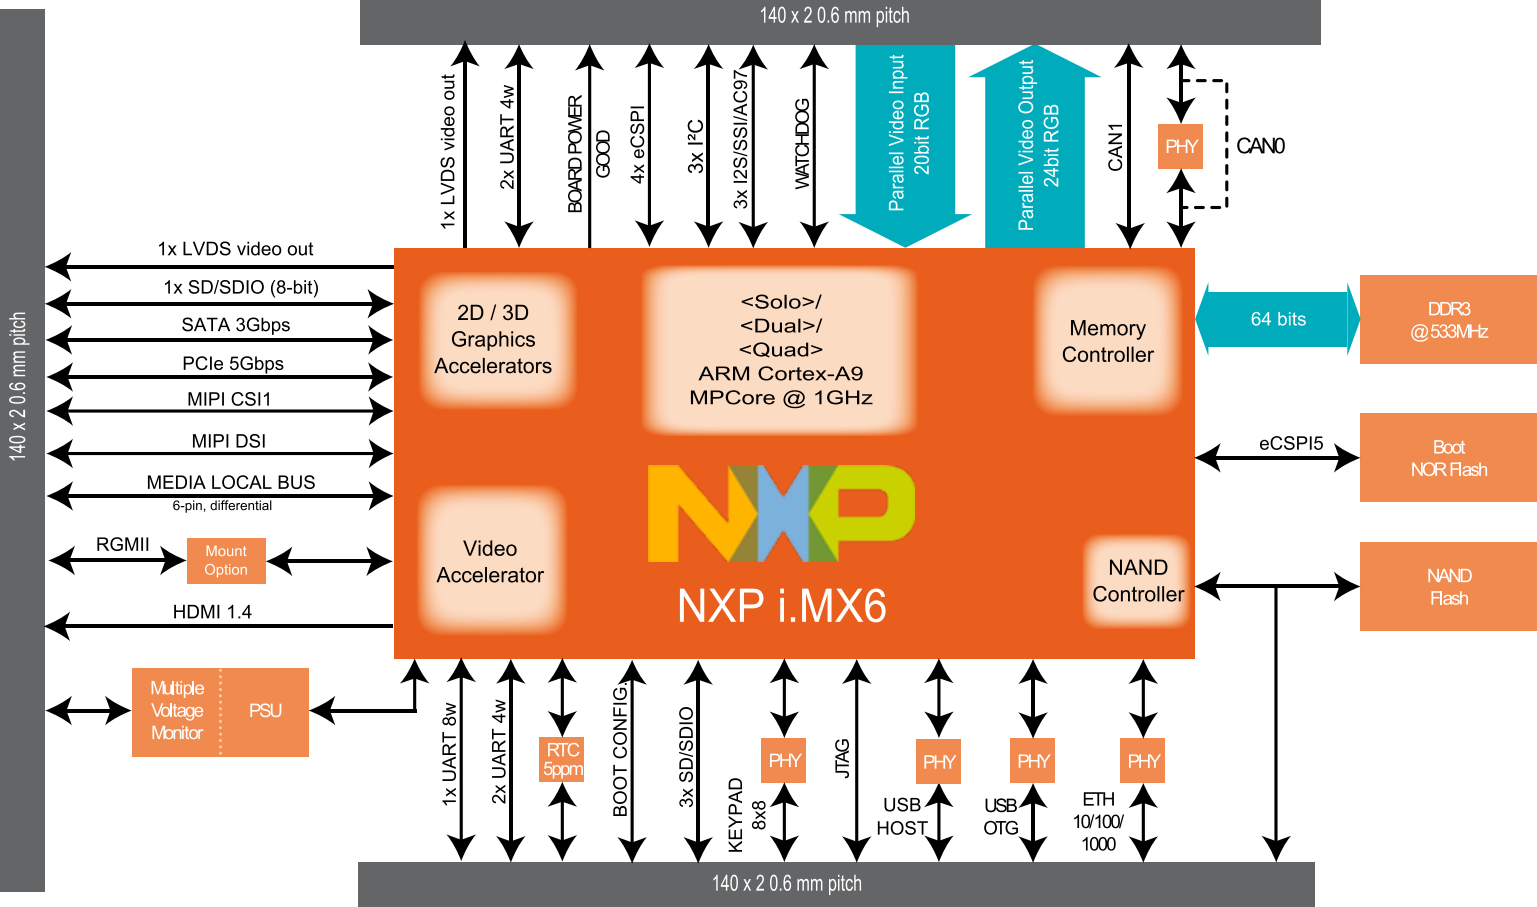 140 x 2 0.6 mm pitch
1x LVDS video out
2x UART 4w
BOARD POWER
GOOD
4x eCSPI
3x I²C
3x I2S/SSI/AC97
WATCHDOG
Parallel Video Input
20bit RGB
Parallel Video Output
24bit RGB
CAN1
PHY
CAN0
140 x 2 0.6 mm pitch
1x LVDS video out
1x SD/SDIO (8-bit)
SATA 3Gbps
PCIe 5Gbps
MIPI CSI1
MIPI DSI
MEDIA LOCAL BUS
6-pin, differential
RGMII
Mount
Option
HDMI 1.4
Multiple
Voltage
Monitor
PSU
2D / 3D
Graphics
Accelerators
<Solo>/
<Dual>/
<Quad>
ARM Cortex-A9
MPCore @ 1GHz
Memory
Controller
Video
Accelerator
NXP
NXP i.MX6
NAND
Controller
64 bits
DDR3
@ 533MHz
eCSPI5
Boot
NOR Flash
NAND
Flash
1x UART 8w
2x UART 4w
RTC
5ppm
BOOT CONFIG.
3x SD/SDIO
KEYPAD
8x8
PHY
JTAG
PHY
USB
HOST
PHY
USB
OTG
PHY
ETH
10/100/
1000
140 x 2 0.6 mm pitch